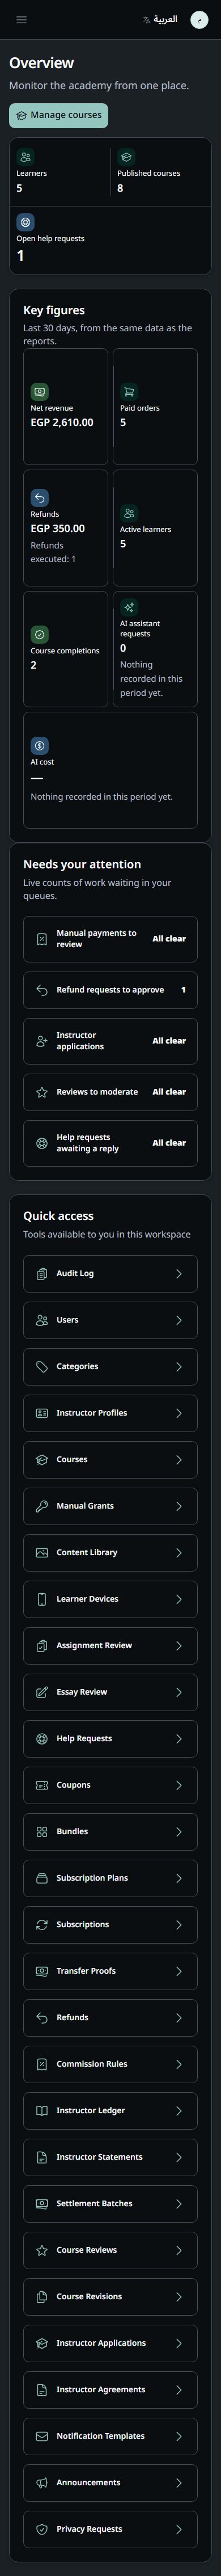 العربية
م
Overview
Monitor the academy from one place.
Manage courses
Learners
5
Published courses
8
Open help requests
1
Key figures
Last 30 days, from the same data as the
reports.
Net revenue
EGP 2,610.00
Paid orders
5
Refunds
EGP 350.00
Refunds
executed: 1
Active learners
5
Course completions
2
AI assistant
requests
0
Nothing
recorded in this
period yet.
AI cost
—
Nothing recorded in this period yet.
Needs your attention
Live counts of work waiting in your
queues.
Manual payments to
review
All clear
Refund requests to approve
1
Instructor
applications
All clear
Reviews to moderate
All clear
Help requests
awaiting a reply
All clear
Quick access
Tools available to you in this workspace
Audit Log
Users
Categories
Instructor Profiles
Courses
Manual Grants
Content Library
Learner Devices
Assignment Review
Essay Review
Help Requests
Coupons
Bundles
Subscription Plans
Subscriptions
Transfer Proofs
Refunds
Commission Rules
Instructor Ledger
Instructor Statements
Settlement Batches
Course Reviews
Course Revisions
Instructor Applications
Instructor Agreements
Notification Templates
Announcements
Privacy Requests